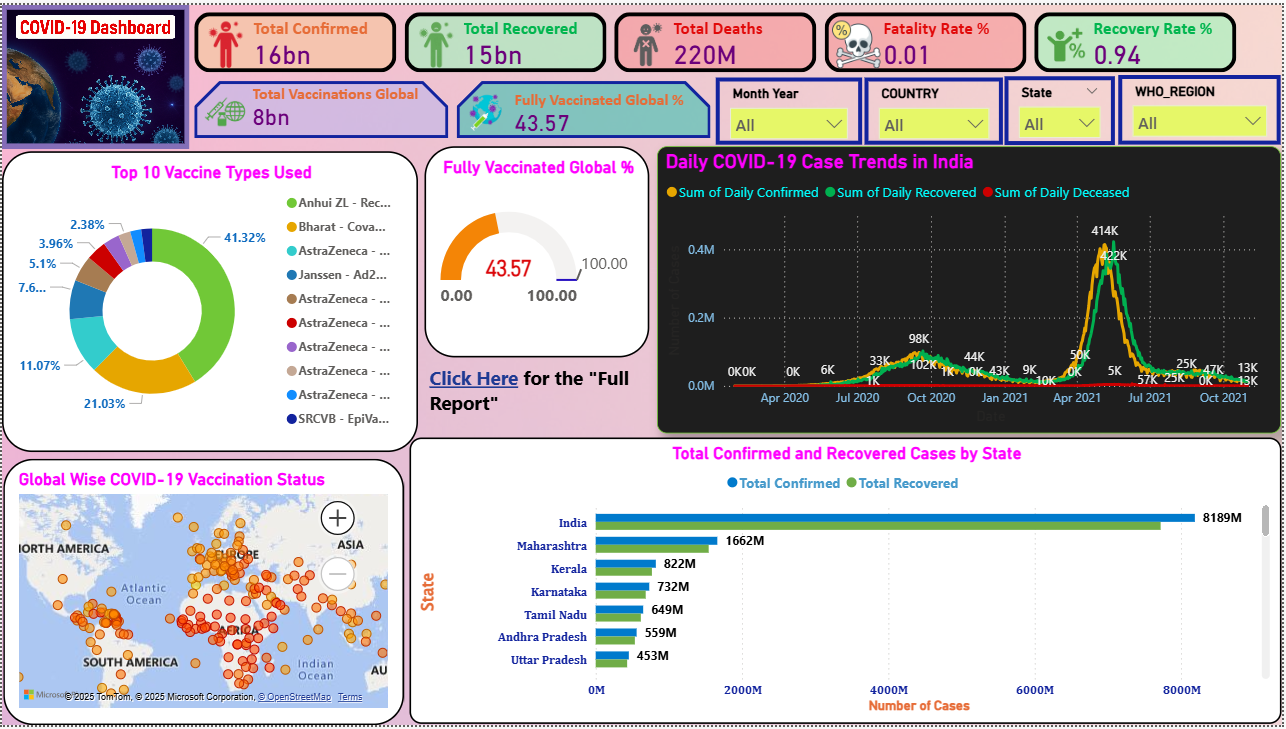 COVID-19 Dashboard
Total Confirmed
16bn
Total Recovered
15bn
Total Deaths
220M
%
Fatality Rate %
0.01
%
Recovery Rate %
0.94
Total Vaccinations Global
8bn
Fully Vaccinated Global %
43.57
Month Year
All
COUNTRY
All
State
All
WHO_REGION
All
Top 10 Vaccine Types Used
41.32%
21.03%
11.07%
7.6...
5.1%
3.96%
2.38%
Anhui ZL - Rec...
Bharat - Cova...
AstraZeneca - ...
Janssen - Ad2...
AstraZeneca - ...
AstraZeneca - ...
AstraZeneca - ...
AstraZeneca - ...
AstraZeneca - ...
SRCVB - EpiVa...
Fully Vaccinated Global %
43.57
100.00
0.00
100.00
Click Here for the "Full
Report"
Daily COVID-19 Case Trends in India
Sum of Daily Confirmed
Sum of Daily Recovered
Sum of Daily Deceased
0.4M
0.2M
0.0M
0K0K
0K
6K
33K
1K
98K
102K
1K
44K
0K
43K
9K
10K
50K
0K
414K
422K
5K
57K
25K
25K
47K
0K
13K
13K
Apr 2020
Jul 2020
Oct 2020
Jan 2021
Apr 2021
Jul 2021
Oct 2021
Date
Global Wise COVID-19 Vaccination Status
NORTH AMERICA
EUROPE
ASIA
Atlantic
Ocean
AFRICA
SOUTH AMERICA
Indian
Ocean
AU
Microsoft
© 2025 TomTom, © 2025 Microsoft Corporation, © OpenStreetMap Terms
Total Confirmed and Recovered Cases by State
Total Confirmed
Total Recovered
State
India
8189M
Maharashtra
1662M
Kerala
822M
Karnataka
732M
Tamil Nadu
649M
Andhra Pradesh
559M
Uttar Pradesh
453M
0M
2000M
4000M
6000M
8000M
Number of Cases